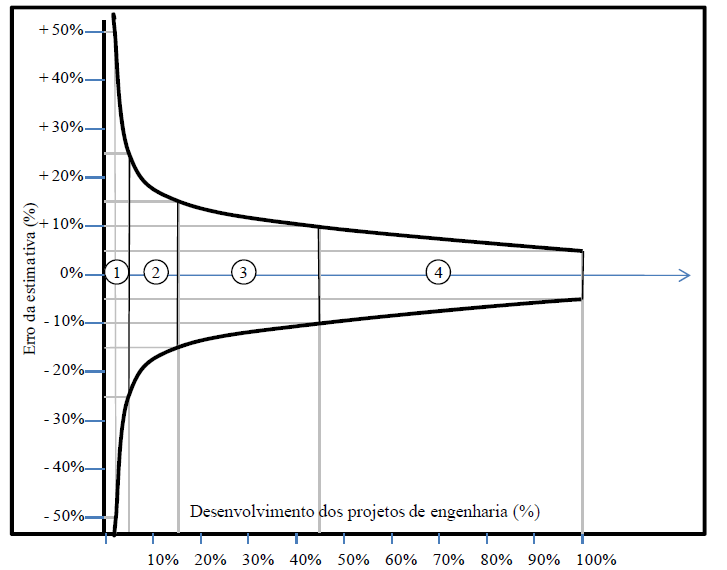 +50%
+40%
+30%
+20%
+10%
0%
- 10%
- 20%
- 30%
- 40%
- 50%
Erro da estimativa (%)
1 2 3 4
Desenvolvimento dos projetos de engenharia (%)
10% 20% 30% 40% 50% 60% 70% 80% 90% 100%